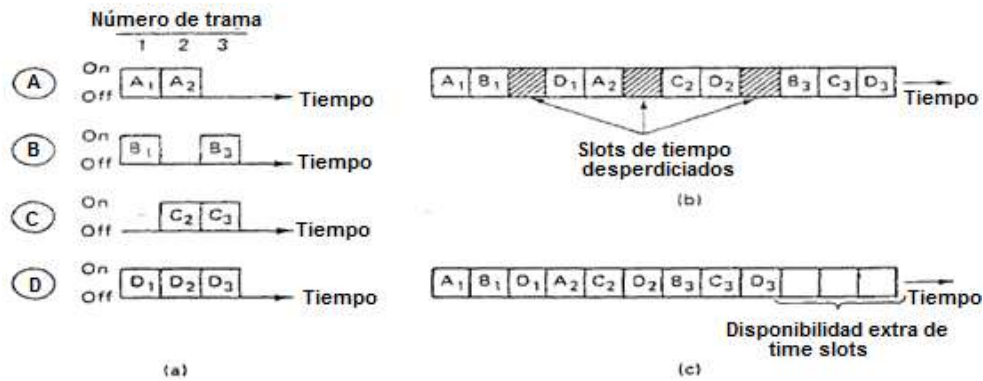 Número de trama
1 2 3
A On Off A1 A2 Tiempo
B On Off B1 B3 Tiempo
C On Off C2 C3 Tiempo
D On Off D1 D2 D3 Tiempo
(a)
A1 B1 D1 A2 C2 D2 B3 C3 D3 Tiempo
Slots de tiempo
desperdiciados
(b)
A1 B1 D1 A2 C2 D2 B3 C3 D3 Tiempo
Disponibilidad extra de
time slots
(c)